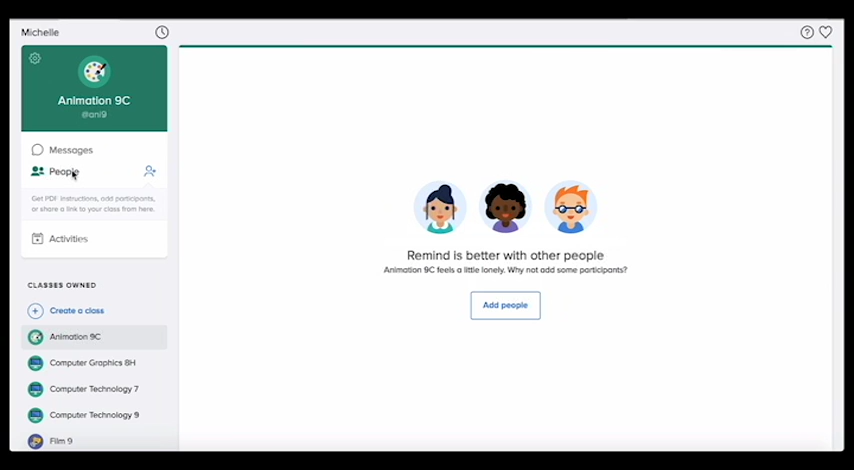 Michelle
Animation 9C
@ani9
Messages
People
Get PDF instructions, add participants,
or share a link to your class from here.
Activities
CLASSES OWNED
Create a class
Animation 9C
Computer Graphics 8H
Computer Technology 7
Computer Technology 9
Film 9
Remind is better with other people
Animation 9C feels a little lonely. Why not add some participants?
Add people